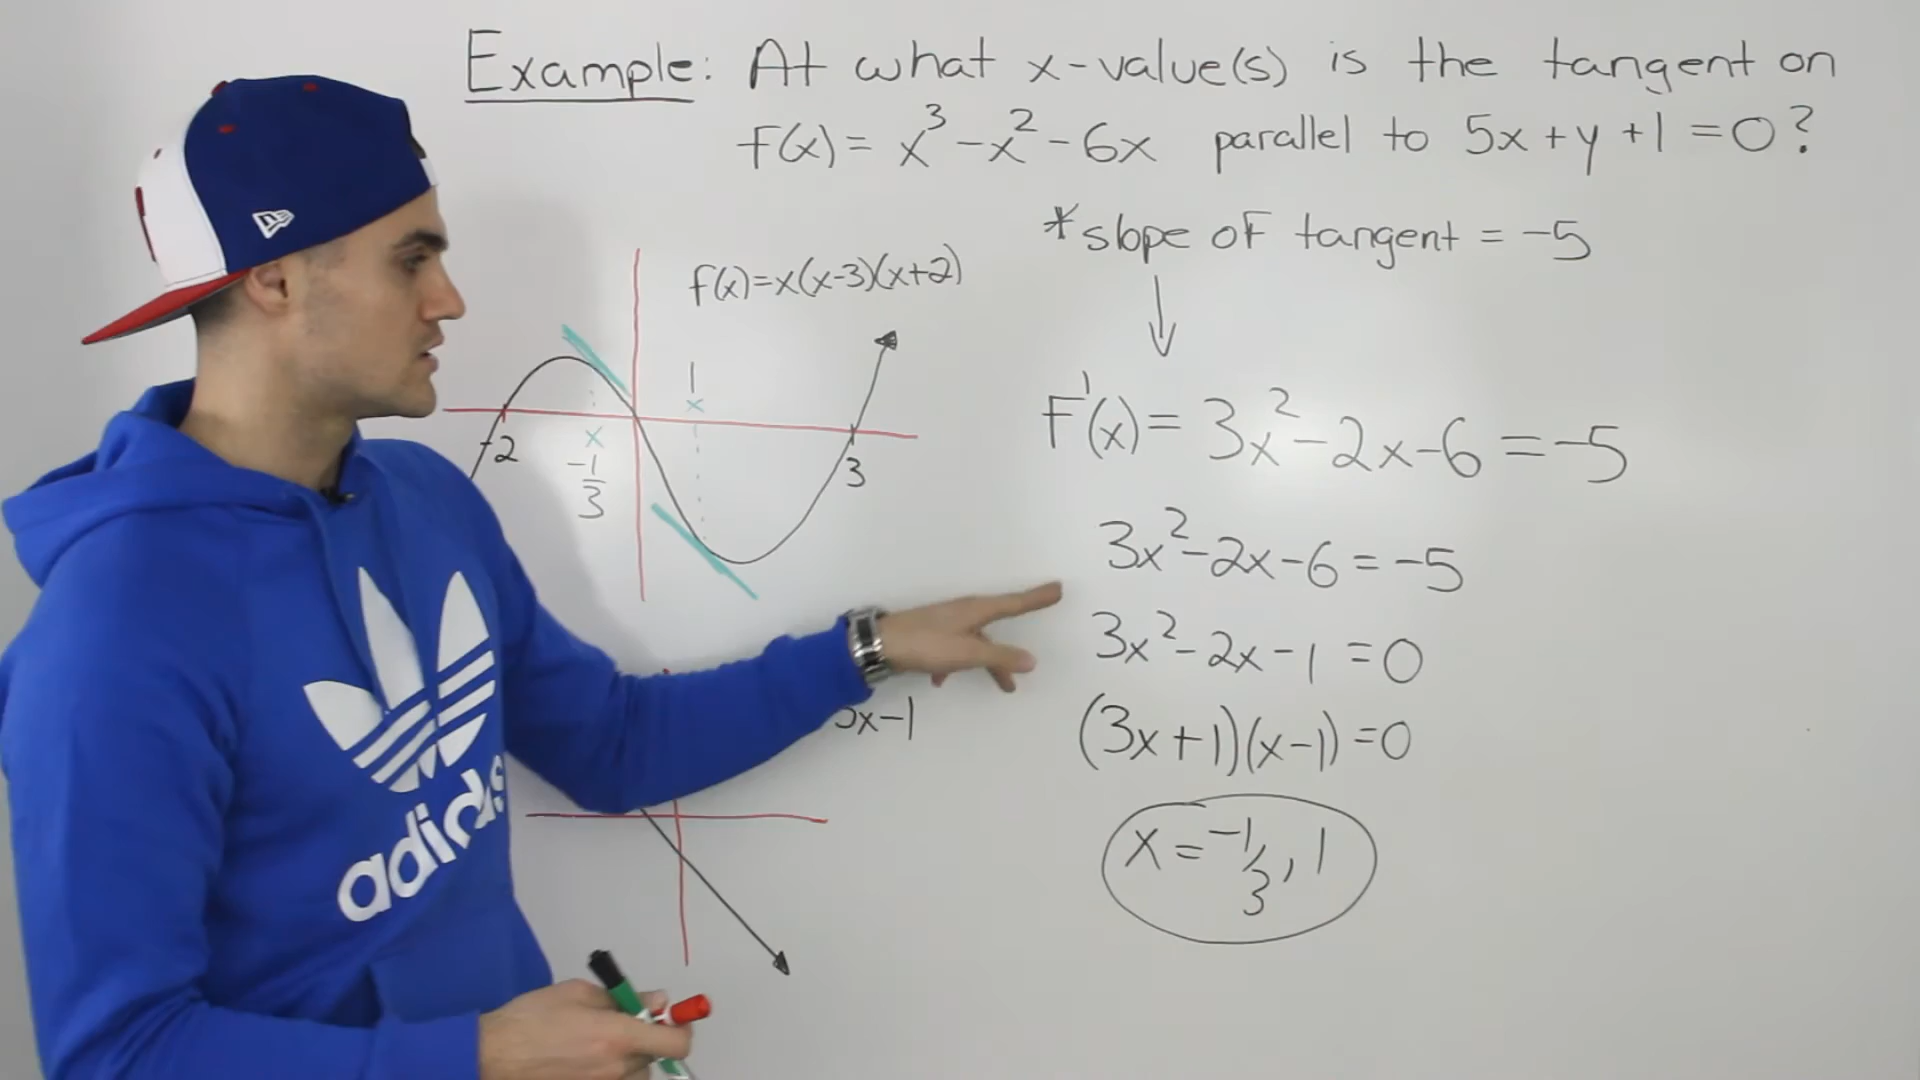 Example: At what x-value(s) is the tangent on
f(x) = x³ - x² - 6x parallel to 5x + y + 1 = 0?
*slope of tangent = -5
f(x)=x(x-3)(x+2)
F'(x) = 3x² - 2x - 6 = -5
1
x
-2
x
-1/3
3
3x² - 2x - 6 = -5
3x² - 2x - 1 = 0
(3x + 1)(x - 1) = 0
5x-1
x = -1/3, 1
adidas